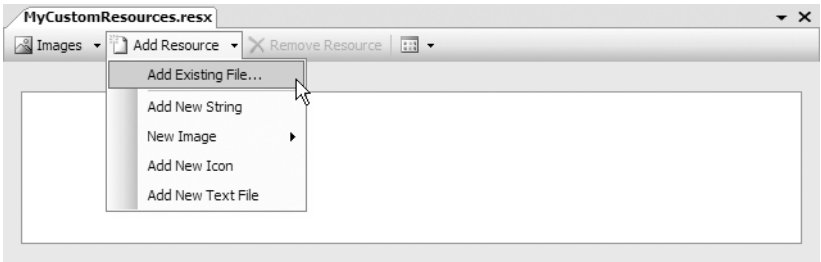 MyCustomResources.resx
Images Add Resource Remove Resource
Add Existing File...
Add New String
New Image
Add New Icon
Add New Text File